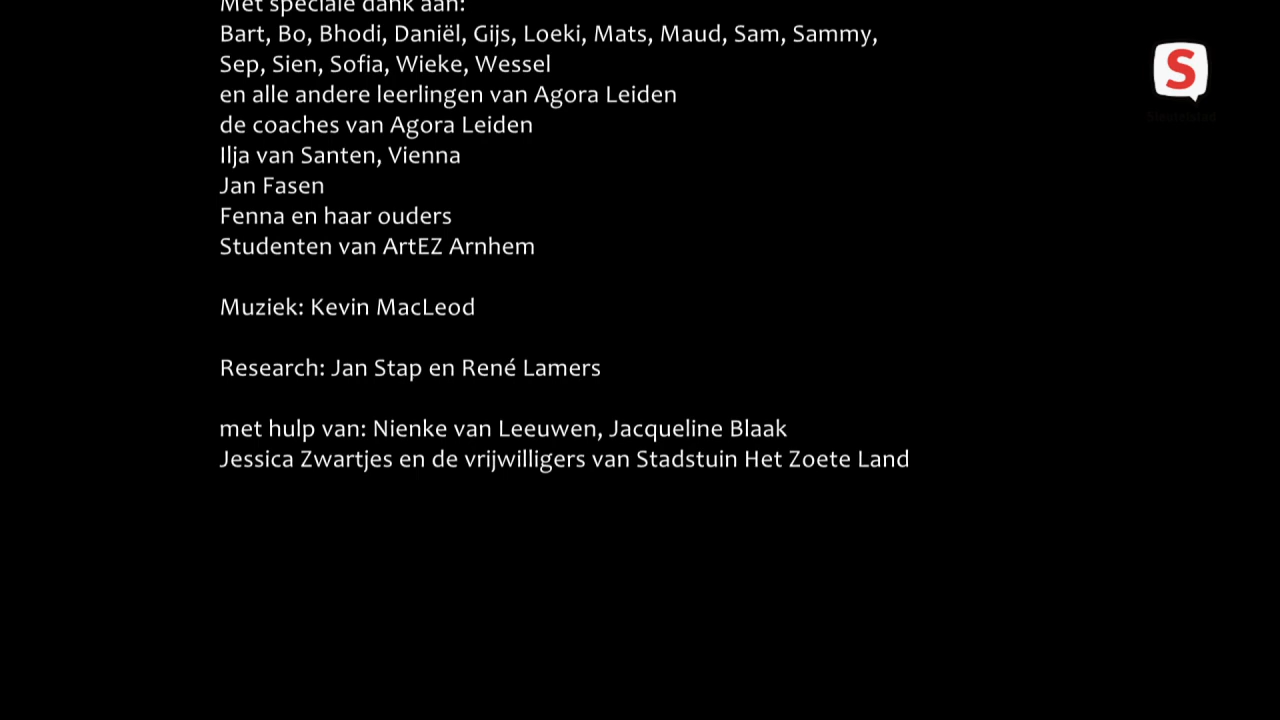 Met speciale dank aan:
Bart, Bo, Bhodi, Daniël, Gijs, Loeki, Mats, Maud, Sam, Sammy,
Sep, Sien, Sofia, Wieke, Wessel
en alle andere leerlingen van Agora Leiden
de coaches van Agora Leiden
Ilja van Santen, Vienna
Jan Fasen
Fenna en haar ouders
Studenten van ArtEZ Arnhem
Muziek: Kevin MacLeod
Research: Jan Stap en René Lamers
met hulp van: Nienke van Leeuwen, Jacqueline Blaak
Jessica Zwartjes en de vrijwilligers van Stadstuin Het Zoete Land
S
Sleutelstad